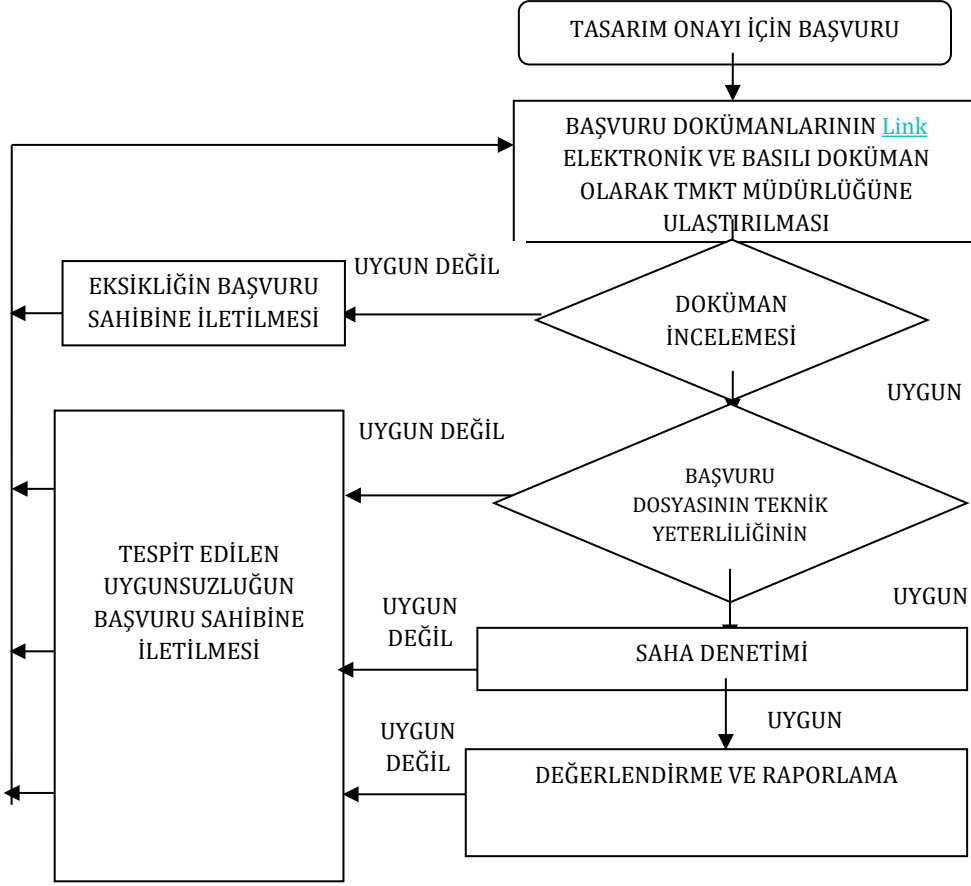 TASARIM ONAYI İÇİN BAŞVURU
BAŞVURU DOKÜMANLARININ Link
ELEKTRONİK VE BASILI DOKÜMAN
OLARAK TMKT MÜDÜRLÜĞÜNE
ULAŞTIRILMASI
UYGUN DEĞİL
EKSİKLİĞİN BAŞVURU
SAHİBİNE İLETİLMESİ
DOKÜMAN
İNCELEMESİ
UYGUN
UYGUN DEĞİL
BAŞVURU
DOSYASININ TEKNİK
YETERLİLİĞİNİN
TESPİT EDİLEN
UYGUNSUZLUĞUN
BAŞVURU SAHİBİNE
İLETİLMESİ
UYGUN
UYGUN
DEĞİL
SAHA DENETİMİ
UYGUN
UYGUN
DEĞİL
DEĞERLENDİRME VE RAPORLAMA